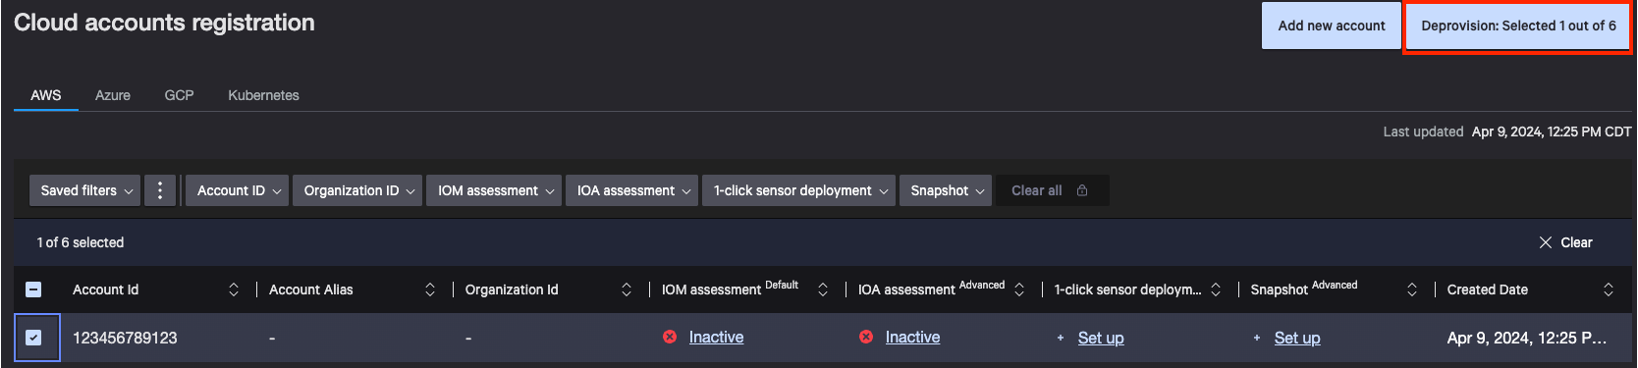 Cloud accounts registration
Add new account
Deprovision: Selected 1 out of 6
AWS Azure GCP Kubernetes
Last updated Apr 9, 2024, 12:25 PM CDT
Saved filters Account ID Organization ID IOM assessment IOA assessment 1-click sensor deployment Snapshot Clear all
1 of 6 selected Clear
Account Id Account Alias Organization Id IOM assessment Default IOA assessment Advanced 1-click sensor deploym... Snapshot Advanced Created Date
123456789123 - - Inactive Inactive + Set up + Set up Apr 9, 2024, 12:25 P...